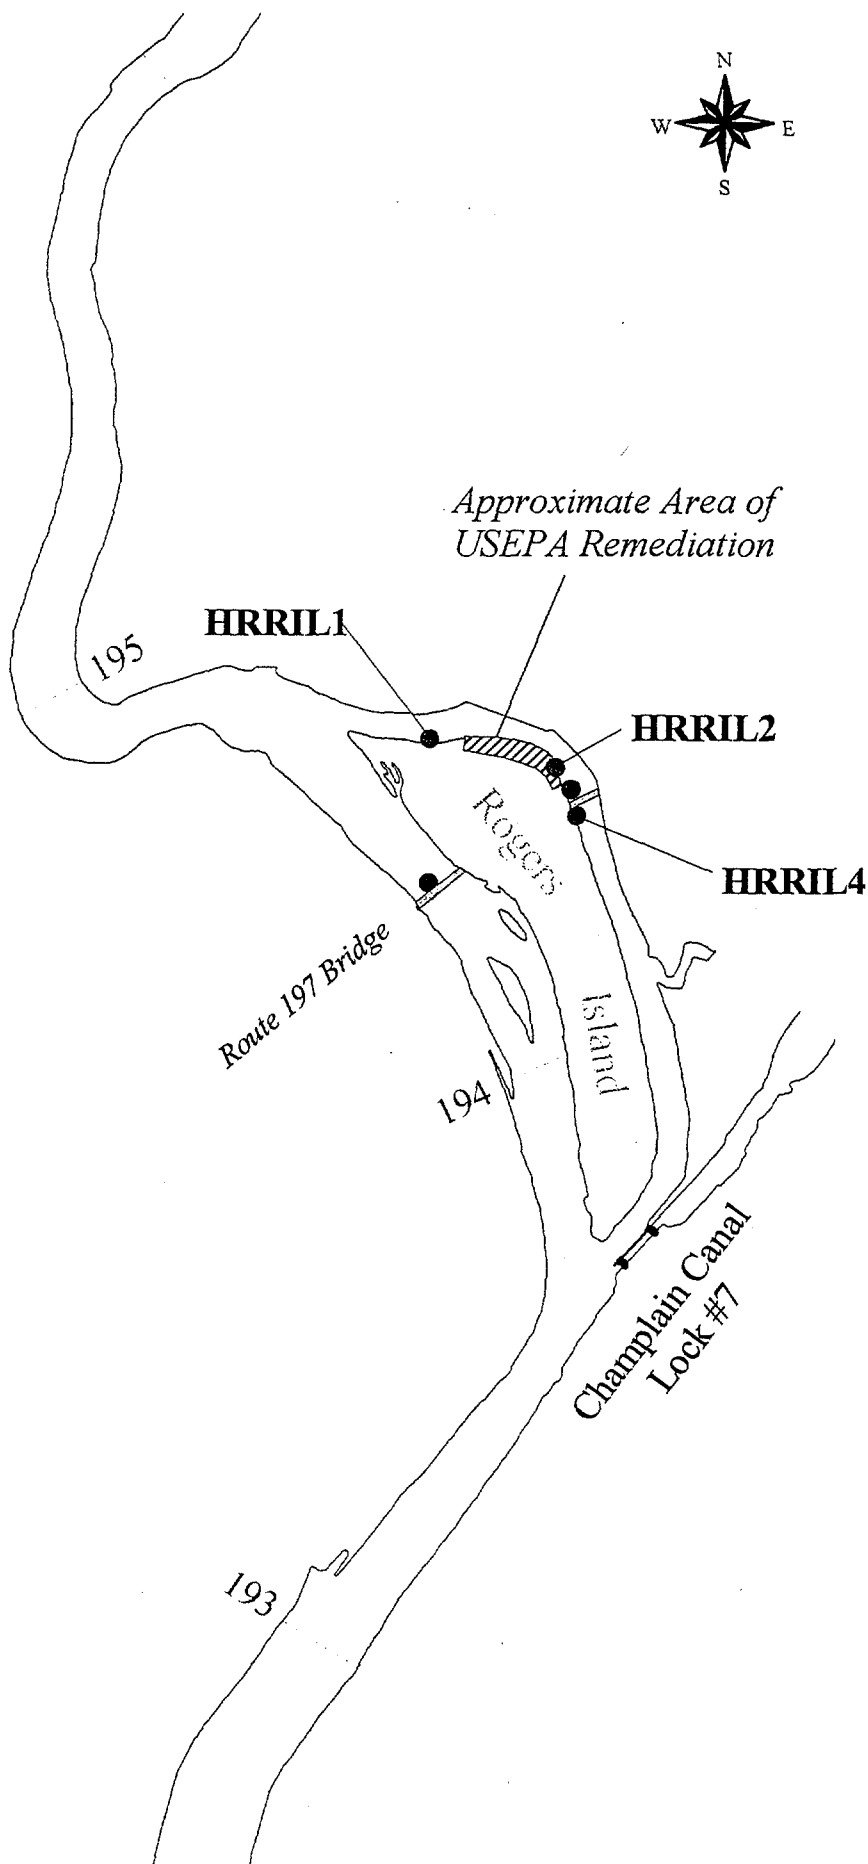 N
W E
S
Approximate Area of
USEPA Remediation
HRRIL1
195
HRRIL2
Rogers
HRRIL4
Route 197 Bridge
Island
194
Champlain Canal
Lock #7
193